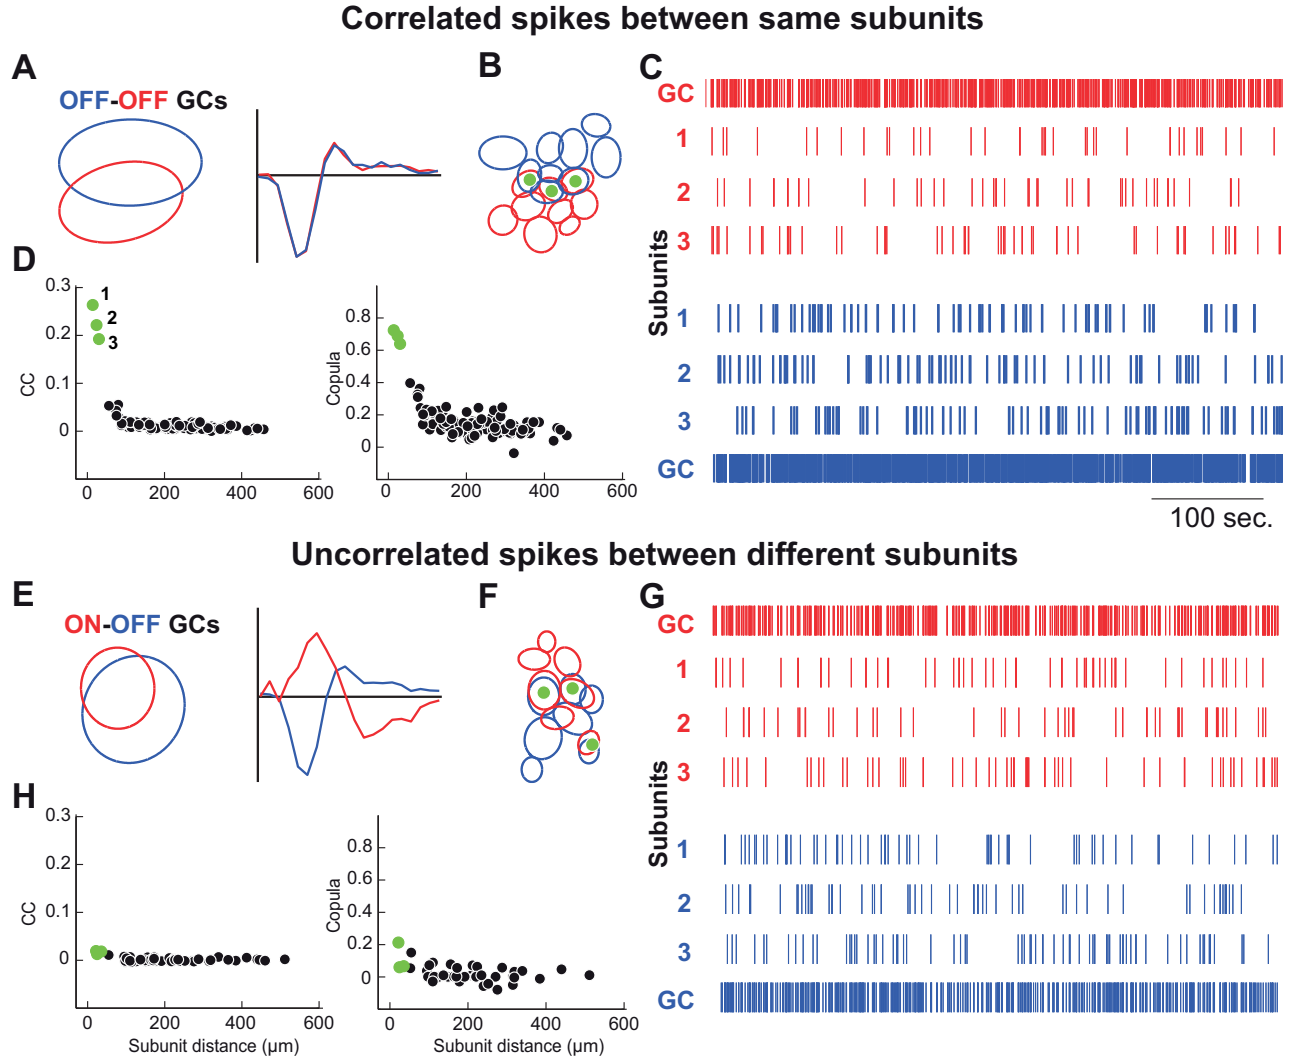 Correlated spikes between same subunits
A
OFF-OFF GCs
B
C
GC
1
2
3
Subunits
1
2
3
GC
100 sec.
D
0.3
0.2
0.1
0
CC
1
2
3
0
200
400
600
0.8
0.6
0.4
0.2
0
Copula
0
200
400
600
Uncorrelated spikes between different subunits
E
ON-OFF GCs
F
G
GC
1
2
3
Subunits
1
2
3
GC
H
0.3
0.2
0.1
0
CC
0
200
400
600
Subunit distance (μm)
0.8
0.6
0.4
0.2
0
Copula
0
200
400
600
Subunit distance (μm)